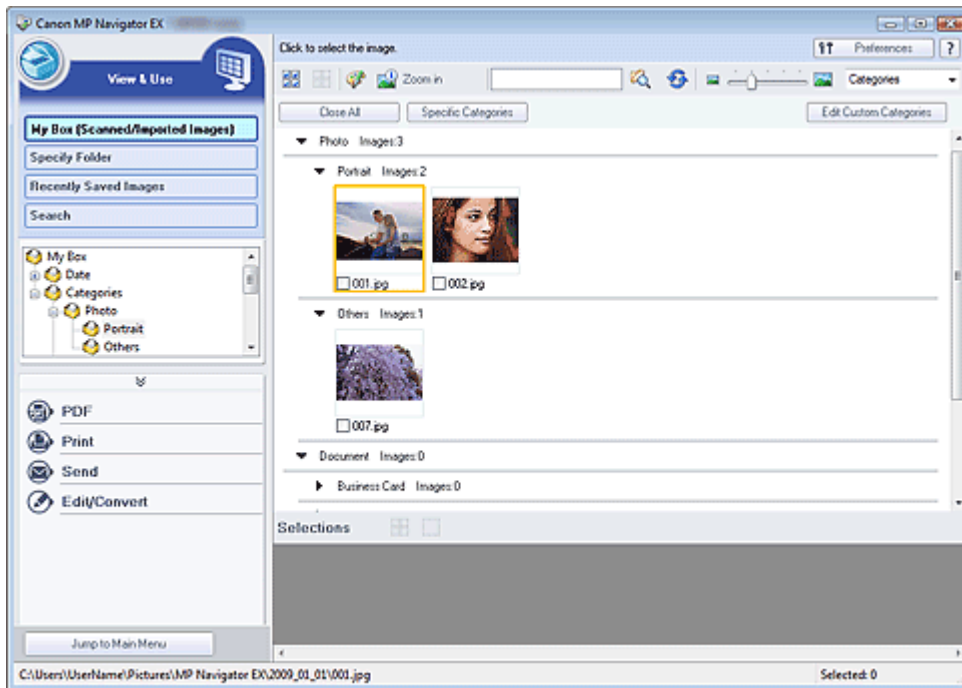 Canon MP Navigator EX
View & Use
My Box (Scanned/Imported Images)
Specify Folder
Recently Saved Images
Search
My Box
Date
Categories
Photo
Portrait
Others
PDF
Print
Send
Edit/Convert
Jump to Main Menu
Click to select the image.
Preferences
?
Zoom in
Categories
Close All
Specific Categories
Edit Custom Categories
Photo Images:3
Portrait Images:2
001.jpg 002.jpg
Others Images:1
007.jpg
Document Images:0
Business Card Images:0
Selections
C:\Users\UserName\Pictures\MP Navigator EX\2009_01_01\001.jpg
Selected: 0